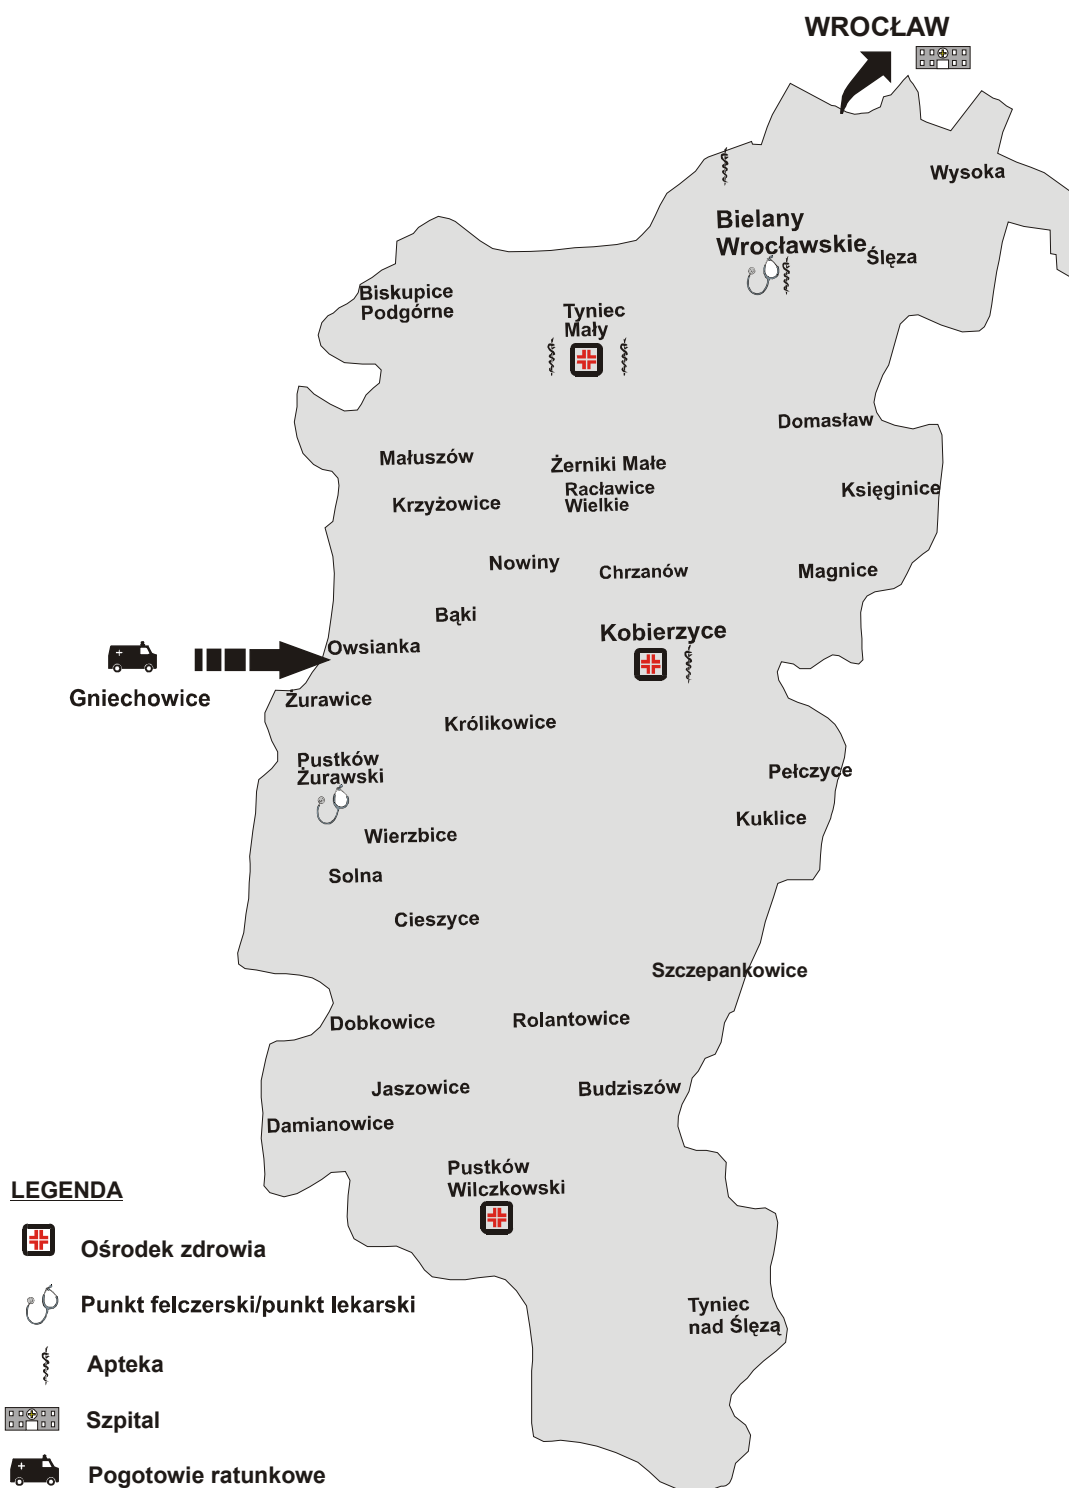 WROCŁAW
Wysoka
Bielany
Wrocławskie
Ślęza
Biskupice
Podgórne
Tyniec
Mały
Domasław
Małuszów
Żerniki Małe
Racławice
Wielkie
Księginice
Krzyżowice
Nowiny
Chrzanów
Magnice
Bąki
Kobierzyce
Owsianka
Gniechowice
Żurawice
Królikowice
Pustków
Żurawski
Pełczyce
Kuklice
Wierzbice
Solna
Cieszyce
Szczepankowice
Dobkowice
Rolantowice
Jaszowice
Budziszów
Damianowice
Pustków
Wilczkowski
Tyniec
nad Ślęzą
LEGENDA
Ośrodek zdrowia
Punkt felczerski/punkt lekarski
Apteka
Szpital
Pogotowie ratunkowe